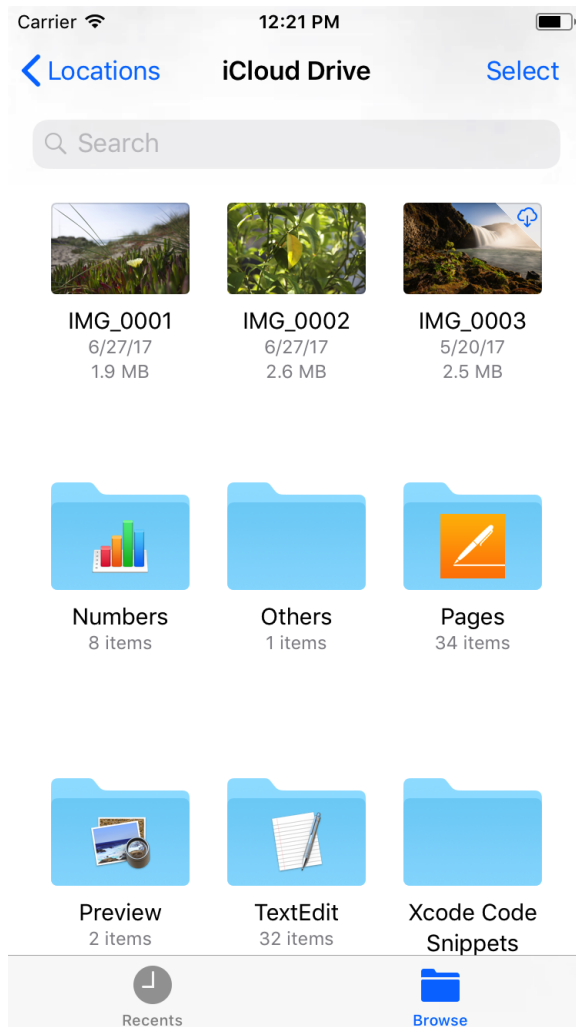 Carrier 12:21 PM
Locations iCloud Drive Select
Search
IMG_0001 IMG_0002 IMG_0003
6/27/17 6/27/17 5/20/17
1.9 MB 2.6 MB 2.5 MB
Numbers Others Pages
8 items 1 items 34 items
Preview TextEdit Xcode Code
2 items 32 items Snippets
Recents Browse